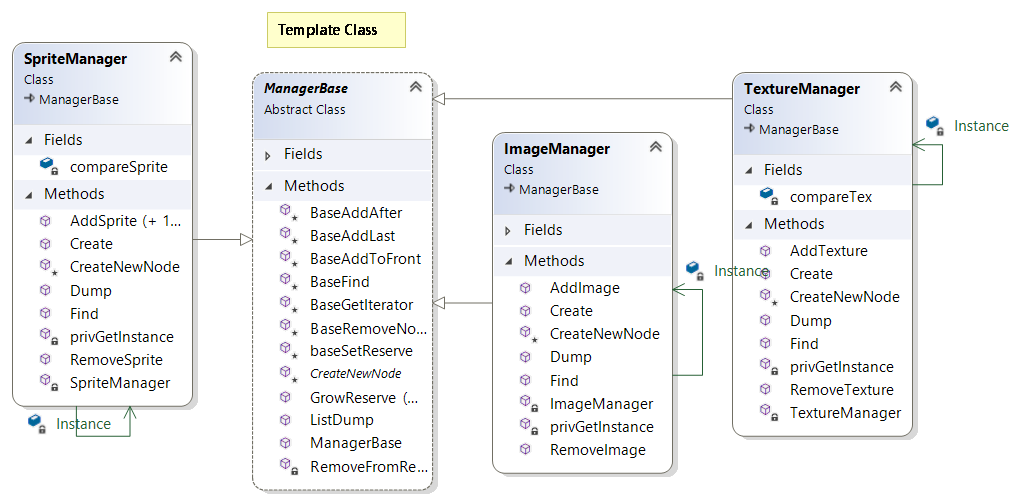 Template Class
SpriteManager
Class
ManagerBase
Fields
compareSprite
Methods
AddSprite (+ 1...
Create
CreateNewNode
Dump
Find
privGetInstance
RemoveSprite
SpriteManager
Instance
ManagerBase
Abstract Class
Fields
Methods
BaseAddAfter
BaseAddLast
BaseAddToFront
BaseFind
BaseGetIterator
BaseRemoveNo...
baseSetReserve
CreateNewNode
GrowReserve (...
ListDump
ManagerBase
RemoveFromRe...
ImageManager
Class
ManagerBase
Fields
Methods
AddImage
Create
CreateNewNode
Dump
Find
ImageManager
privGetInstance
RemoveImage
Instance
TextureManager
Class
ManagerBase
Fields
compareTex
Methods
AddTexture
Create
CreateNewNode
Dump
Find
privGetInstance
RemoveTexture
TextureManager
Instance